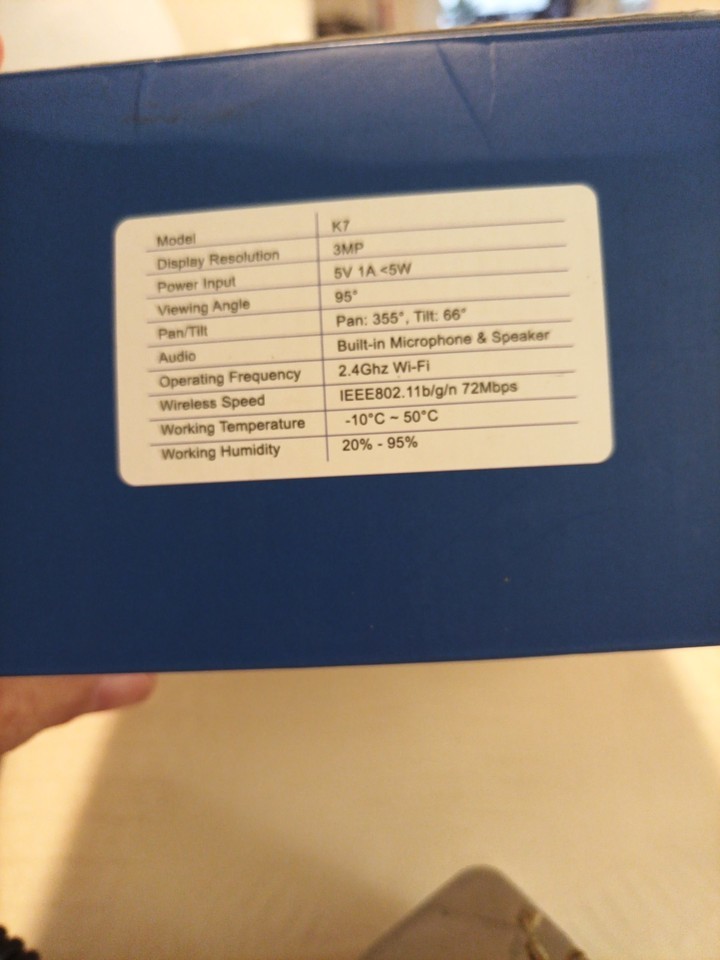 Model K7
Display Resolution 3MP
Power Input 5V 1A <5W
Viewing Angle 95°
Pan/Tilt Pan: 355°, Tilt: 66°
Audio Built-in Microphone & Speaker
Operating Frequency 2.4Ghz Wi-Fi
Wireless Speed IEEE802.11b/g/n 72Mbps
Working Temperature -10°C ~ 50°C
Working Humidity 20% - 95%